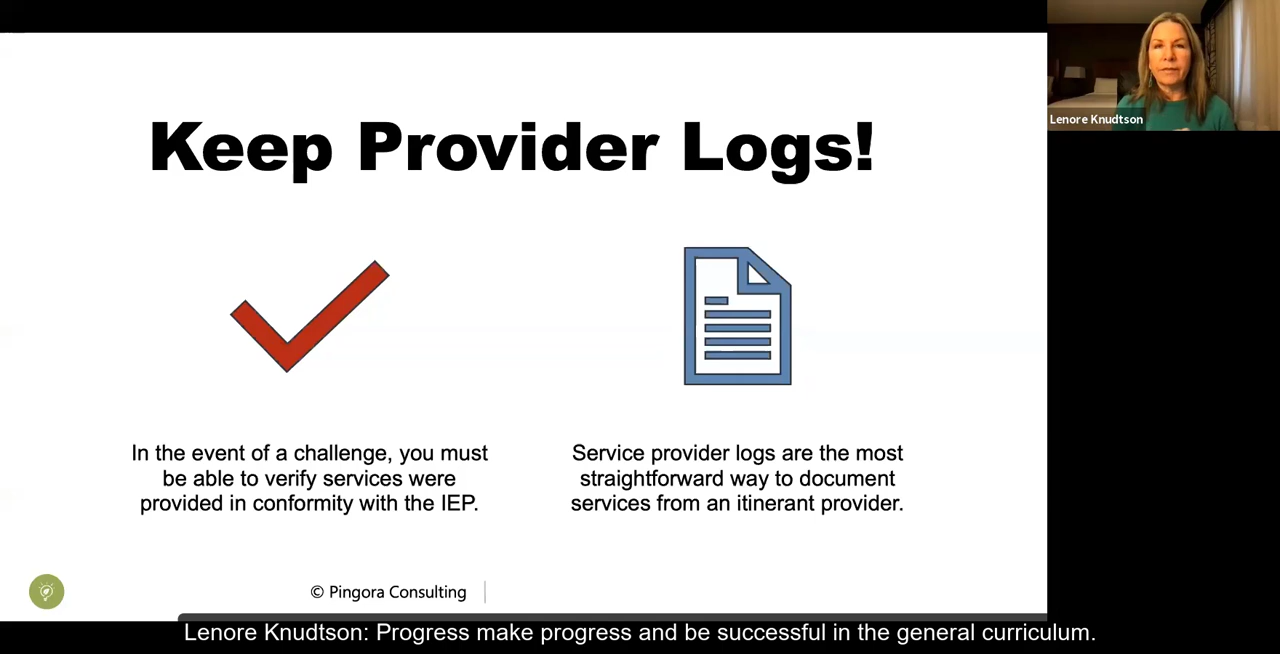 Keep Provider Logs!
In the event of a challenge, you must
be able to verify services were
provided in conformity with the IEP.
Service provider logs are the most
straightforward way to document
services from an itinerant provider.
© Pingora Consulting
Lenore Knudtson
Lenore Knudtson: Progress make progress and be successful in the general curriculum.